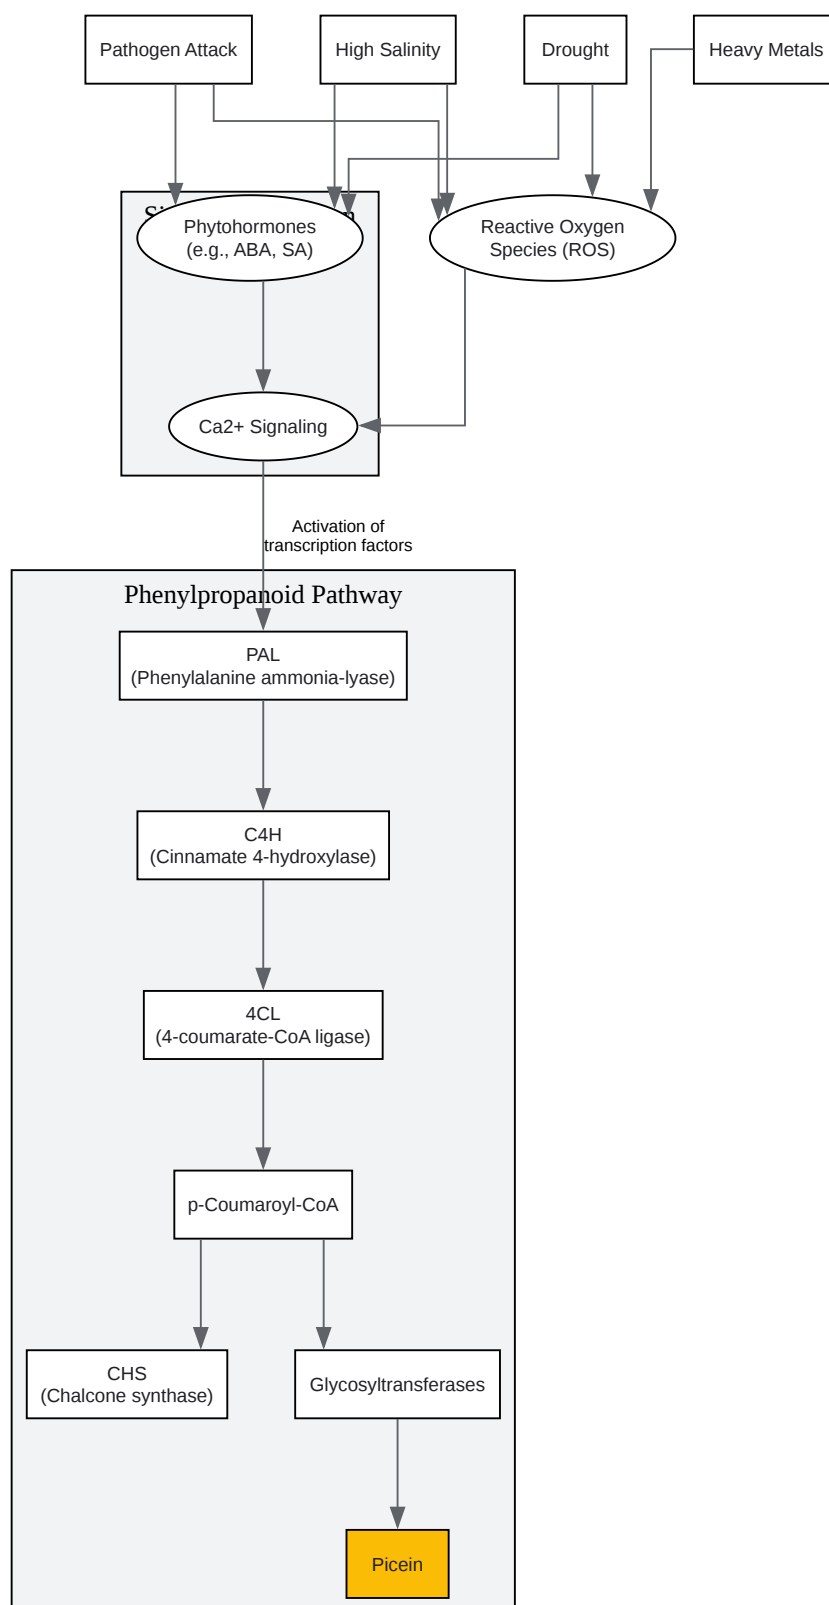 Pathogen Attack
High Salinity
Drought
Heavy Metals
Phytohormones
(e.g., ABA, SA)
Reactive Oxygen
Species (ROS)
Ca2+ Signaling
Activation of
transcription factors
Phenylpropanoid Pathway
PAL
(Phenylalanine ammonia-lyase)
C4H
(Cinnamate 4-hydroxylase)
4CL
(4-coumarate-CoA ligase)
p-Coumaroyl-CoA
CHS
(Chalcone synthase)
Glycosyltransferases
Picein